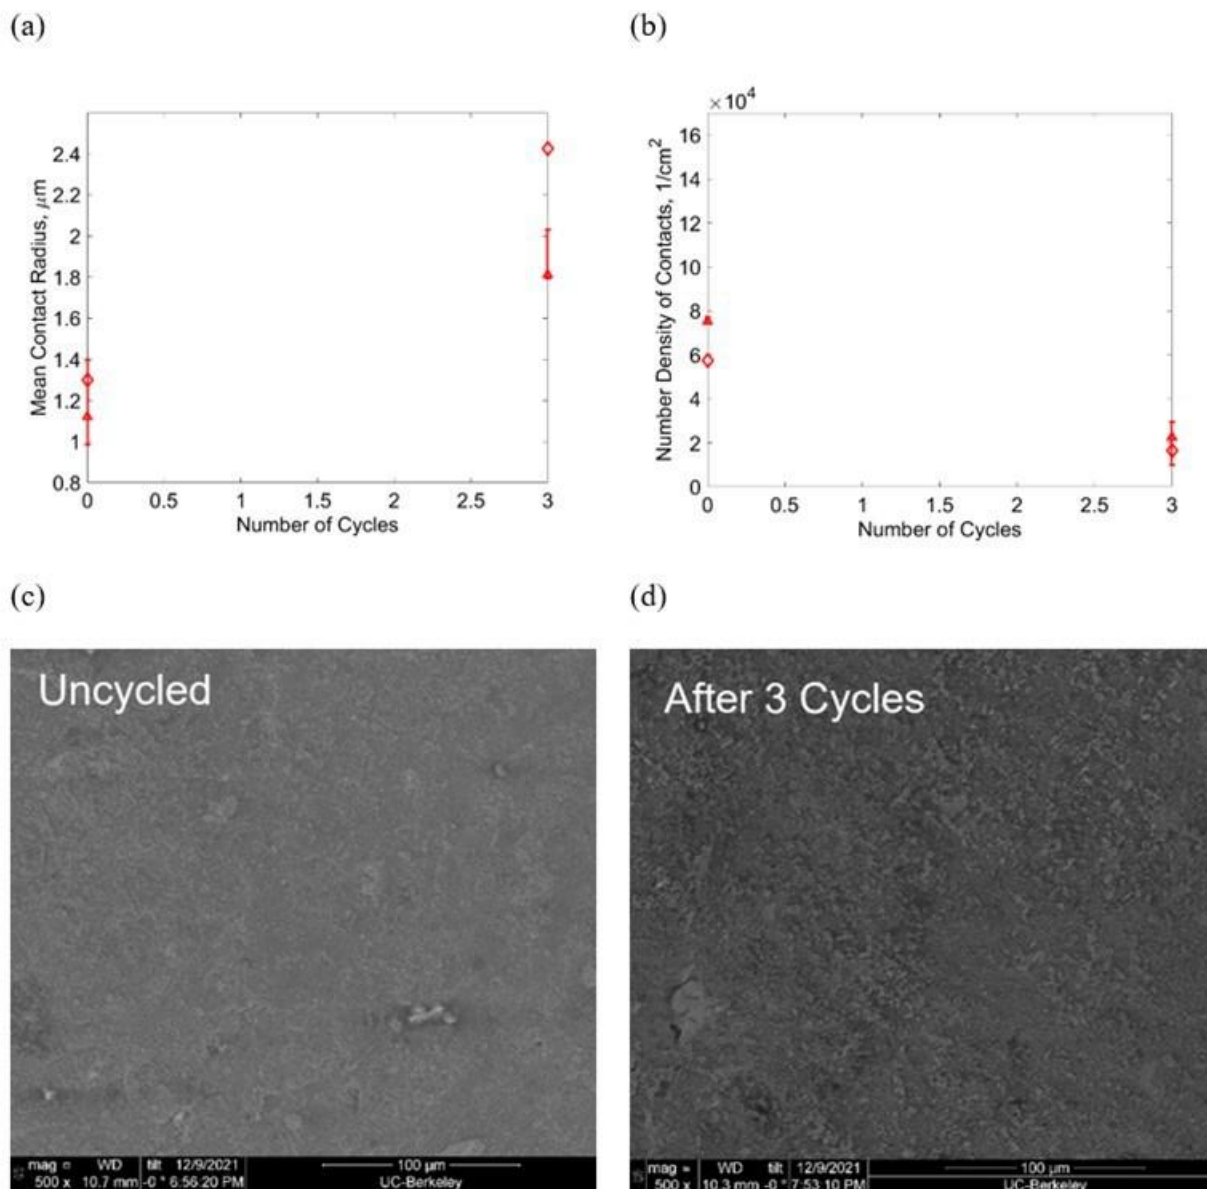 (a)
(b)
× 10⁴
Mean Contact Radius, μm
2.4
2.2
2
1.8
1.6
1.4
1.2
1
0.8
0 0.5 1 1.5 2 2.5 3
Number of Cycles
Number Density of Contacts, 1/cm²
16
14
12
10
8
6
4
2
0
0 0.5 1 1.5 2 2.5 3
Number of Cycles
(c)
(d)
Uncycled
mag WD tilt 12/9/2021 100 μm
500 x 10.7 mm -0 ° 6:56:20 PM UC-Berkeley
After 3 Cycles
mag WD tilt 12/9/2021 100 μm
500 x 10.3 mm -0 ° 7:53:10 PM UC-Berkeley